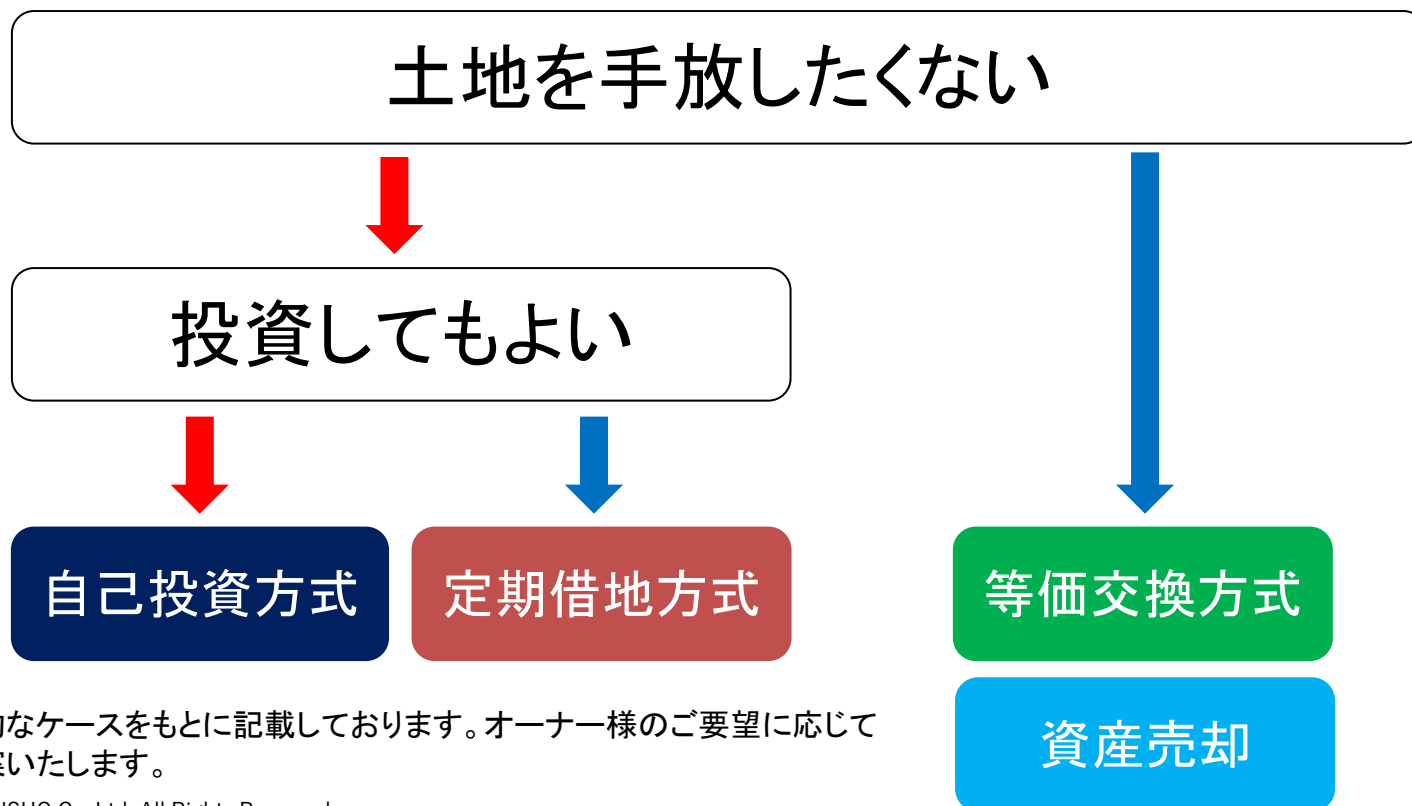 土地を手放したくない
投資してもよい
自己投資方式
定期借地方式
等価交換方式
資産売却
なケースをもとに記載しております。オーナー様のご要望に応じて
いたします。